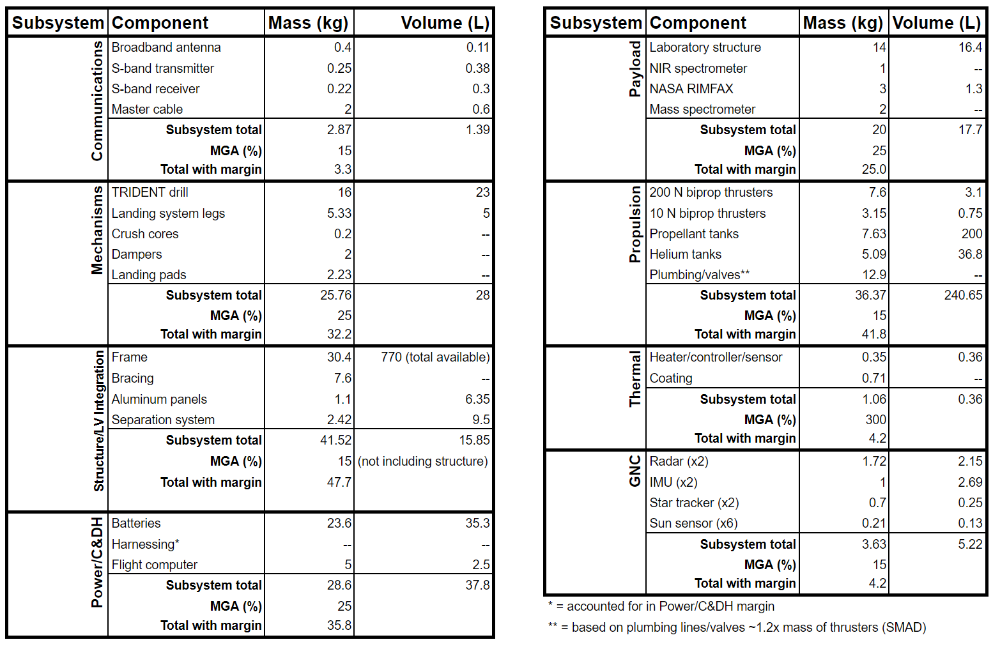 Subsystem Component Mass (kg) Volume (L)
Communications
Broadband antenna 0.4 0.11
S-band transmitter 0.25 0.38
S-band receiver 0.22 0.3
Master cable 2 0.6
Subsystem total 2.87 1.39
MGA (%) 15
Total with margin 3.3
Mechanisms
TRIDENT drill 16 23
Landing system legs 5.33 5
Crush cores 0.2 --
Dampers 2 --
Landing pads 2.23 --
Subsystem total 25.76 28
MGA (%) 25
Total with margin 32.2
Structure/LV Integration
Frame 30.4 770 (total available)
Bracing 7.6 --
Aluminum panels 1.1 6.35
Separation system 2.42 9.5
Subsystem total 41.52 15.85
MGA (%) 15 (not including structure)
Total with margin 47.7
Power/C&DH
Batteries 23.6 35.3
Harnessing* -- --
Flight computer 5 2.5
Subsystem total 28.6 37.8
MGA (%) 25
Total with margin 35.8
Subsystem Component Mass (kg) Volume (L)
Payload
Laboratory structure 14 16.4
NIR spectrometer 1 --
NASA RIMFAX 3 1.3
Mass spectrometer 2 --
Subsystem total 20 17.7
MGA (%) 25
Total with margin 25.0
Propulsion
200 N biprop thrusters 7.6 3.1
10 N biprop thrusters 3.15 0.75
Propellant tanks 7.63 200
Helium tanks 5.09 36.8
Plumbing/valves** 12.9 --
Subsystem total 36.37 240.65
MGA (%) 15
Total with margin 41.8
Thermal
Heater/controller/sensor 0.35 0.36
Coating 0.71 --
Subsystem total 1.06 0.36
MGA (%) 300
Total with margin 4.2
GNC
Radar (x2) 1.72 2.15
IMU (x2) 1 2.69
Star tracker (x2) 0.7 0.25
Sun sensor (x6) 0.21 0.13
Subsystem total 3.63 5.22
MGA (%) 15
Total with margin 4.2
* = accounted for in Power/C&DH margin
** = based on plumbing lines/valves ~1.2x mass of thrusters (SMAD)